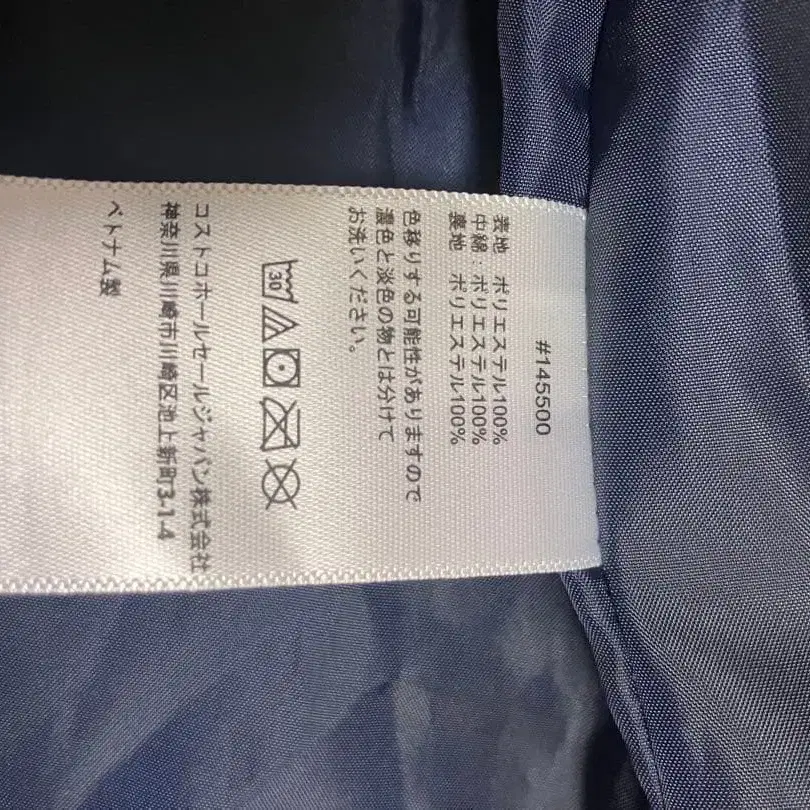 #145500
表地 ポリエステル100%
中綿 ポリエステル100%
裏地 ポリエステル100%
色移りする可能性がありますので
濃色と淡色の物とは分けて
お洗いください。
30
コストコホールセールジャパン株式会社
神奈川県川崎市川崎区池上新町3-1-4
ベトナム製